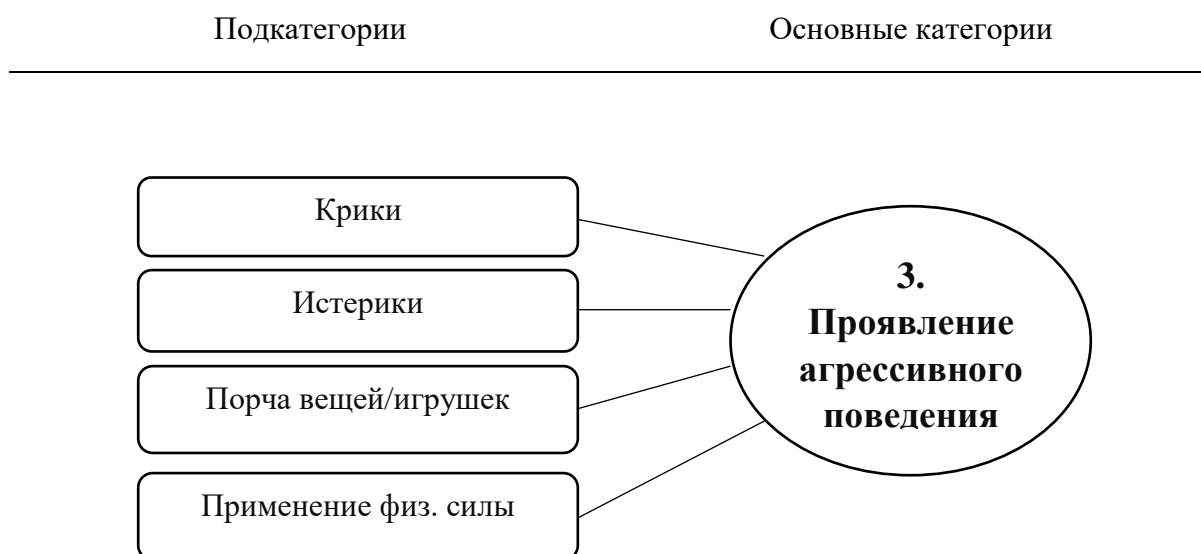 Подкатегории
Основные категории
Крики
Истерики
Порча вещей/игрушек
Применение физ. силы
3.
Проявление
агрессивного
поведения